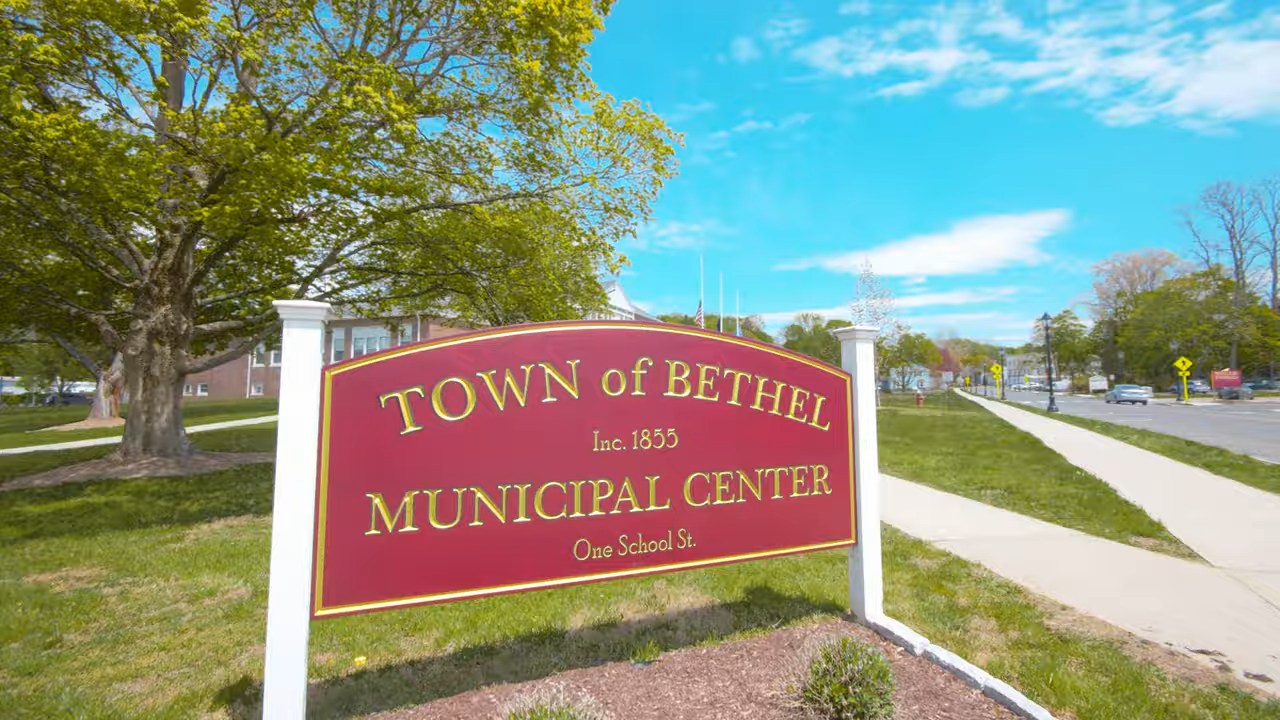 TOWN of BETHEL
Inc. 1855
MUNICIPAL CENTER
One School St.